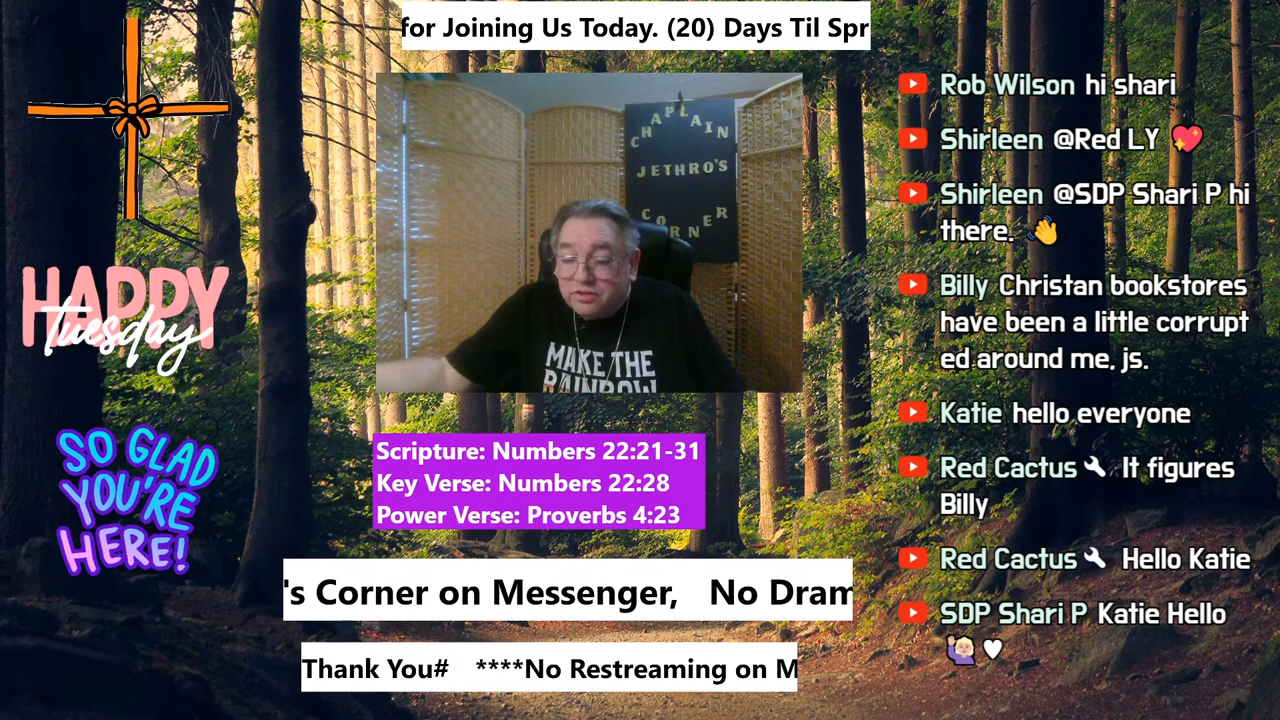 for Joining Us Today. (20) Days Til Spr
CHAPLAIN
JETHRO'S
CORNER
MAKE THE
RAINBOW
HAPPY
tuesday
SO GLAD
YOU'RE
HERE!
Scripture: Numbers 22:21-31
Key Verse: Numbers 22:28
Power Verse: Proverbs 4:23
's Corner on Messenger,   No Dram
Thank You#   ****No Restreaming on M
Rob Wilson hi shari
Shirleen @Red LY 💖
Shirleen @SDP Shari P hi
there. 👋
Billy Christan bookstores
have been a little corrupt
ed around me, js.
Katie hello everyone
Red Cactus It figures
Billy
Red Cactus Hello Katie
SDP Shari P Katie Hello
🙋🏼‍♀️🤍